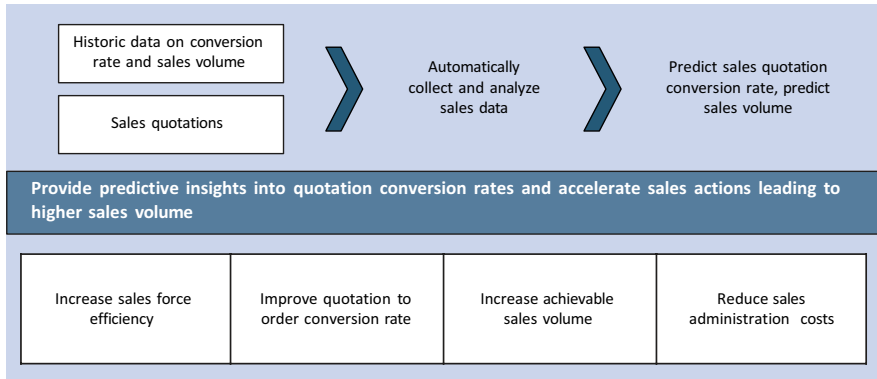 Historic data on conversion
rate and sales volume
Sales quotations
Automatically
collect and analyze
sales data
Predict sales quotation
conversion rate, predict
sales volume
Provide predictive insights into quotation conversion rates and accelerate sales actions leading to
higher sales volume
Increase sales force
efficiency
Improve quotation to
order conversion rate
Increase achievable
sales volume
Reduce sales
administration costs